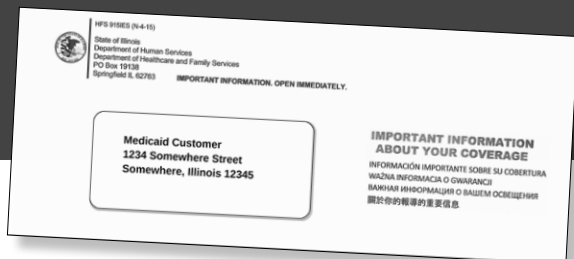 HFS 915IES (N-4-15)
State of Illinois
Department of Human Services
Department of Healthcare and Family Services
PO Box 19138
Springfield IL 62763 IMPORTANT INFORMATION. OPEN IMMEDIATELY.
Medicaid Customer
1234 Somewhere Street
Somewhere, Illinois 12345
IMPORTANT INFORMATION
ABOUT YOUR COVERAGE
INFORMACIÓN IMPORTANTE SOBRE SU COBERTURA
WAŻNA INFORMACJA O GWARANCJI
ВАЖНАЯ ИНФОРМАЦИЯ О ВАШЕМ ОСВЕЩЕНИЯ
關於你的報導的重要信息